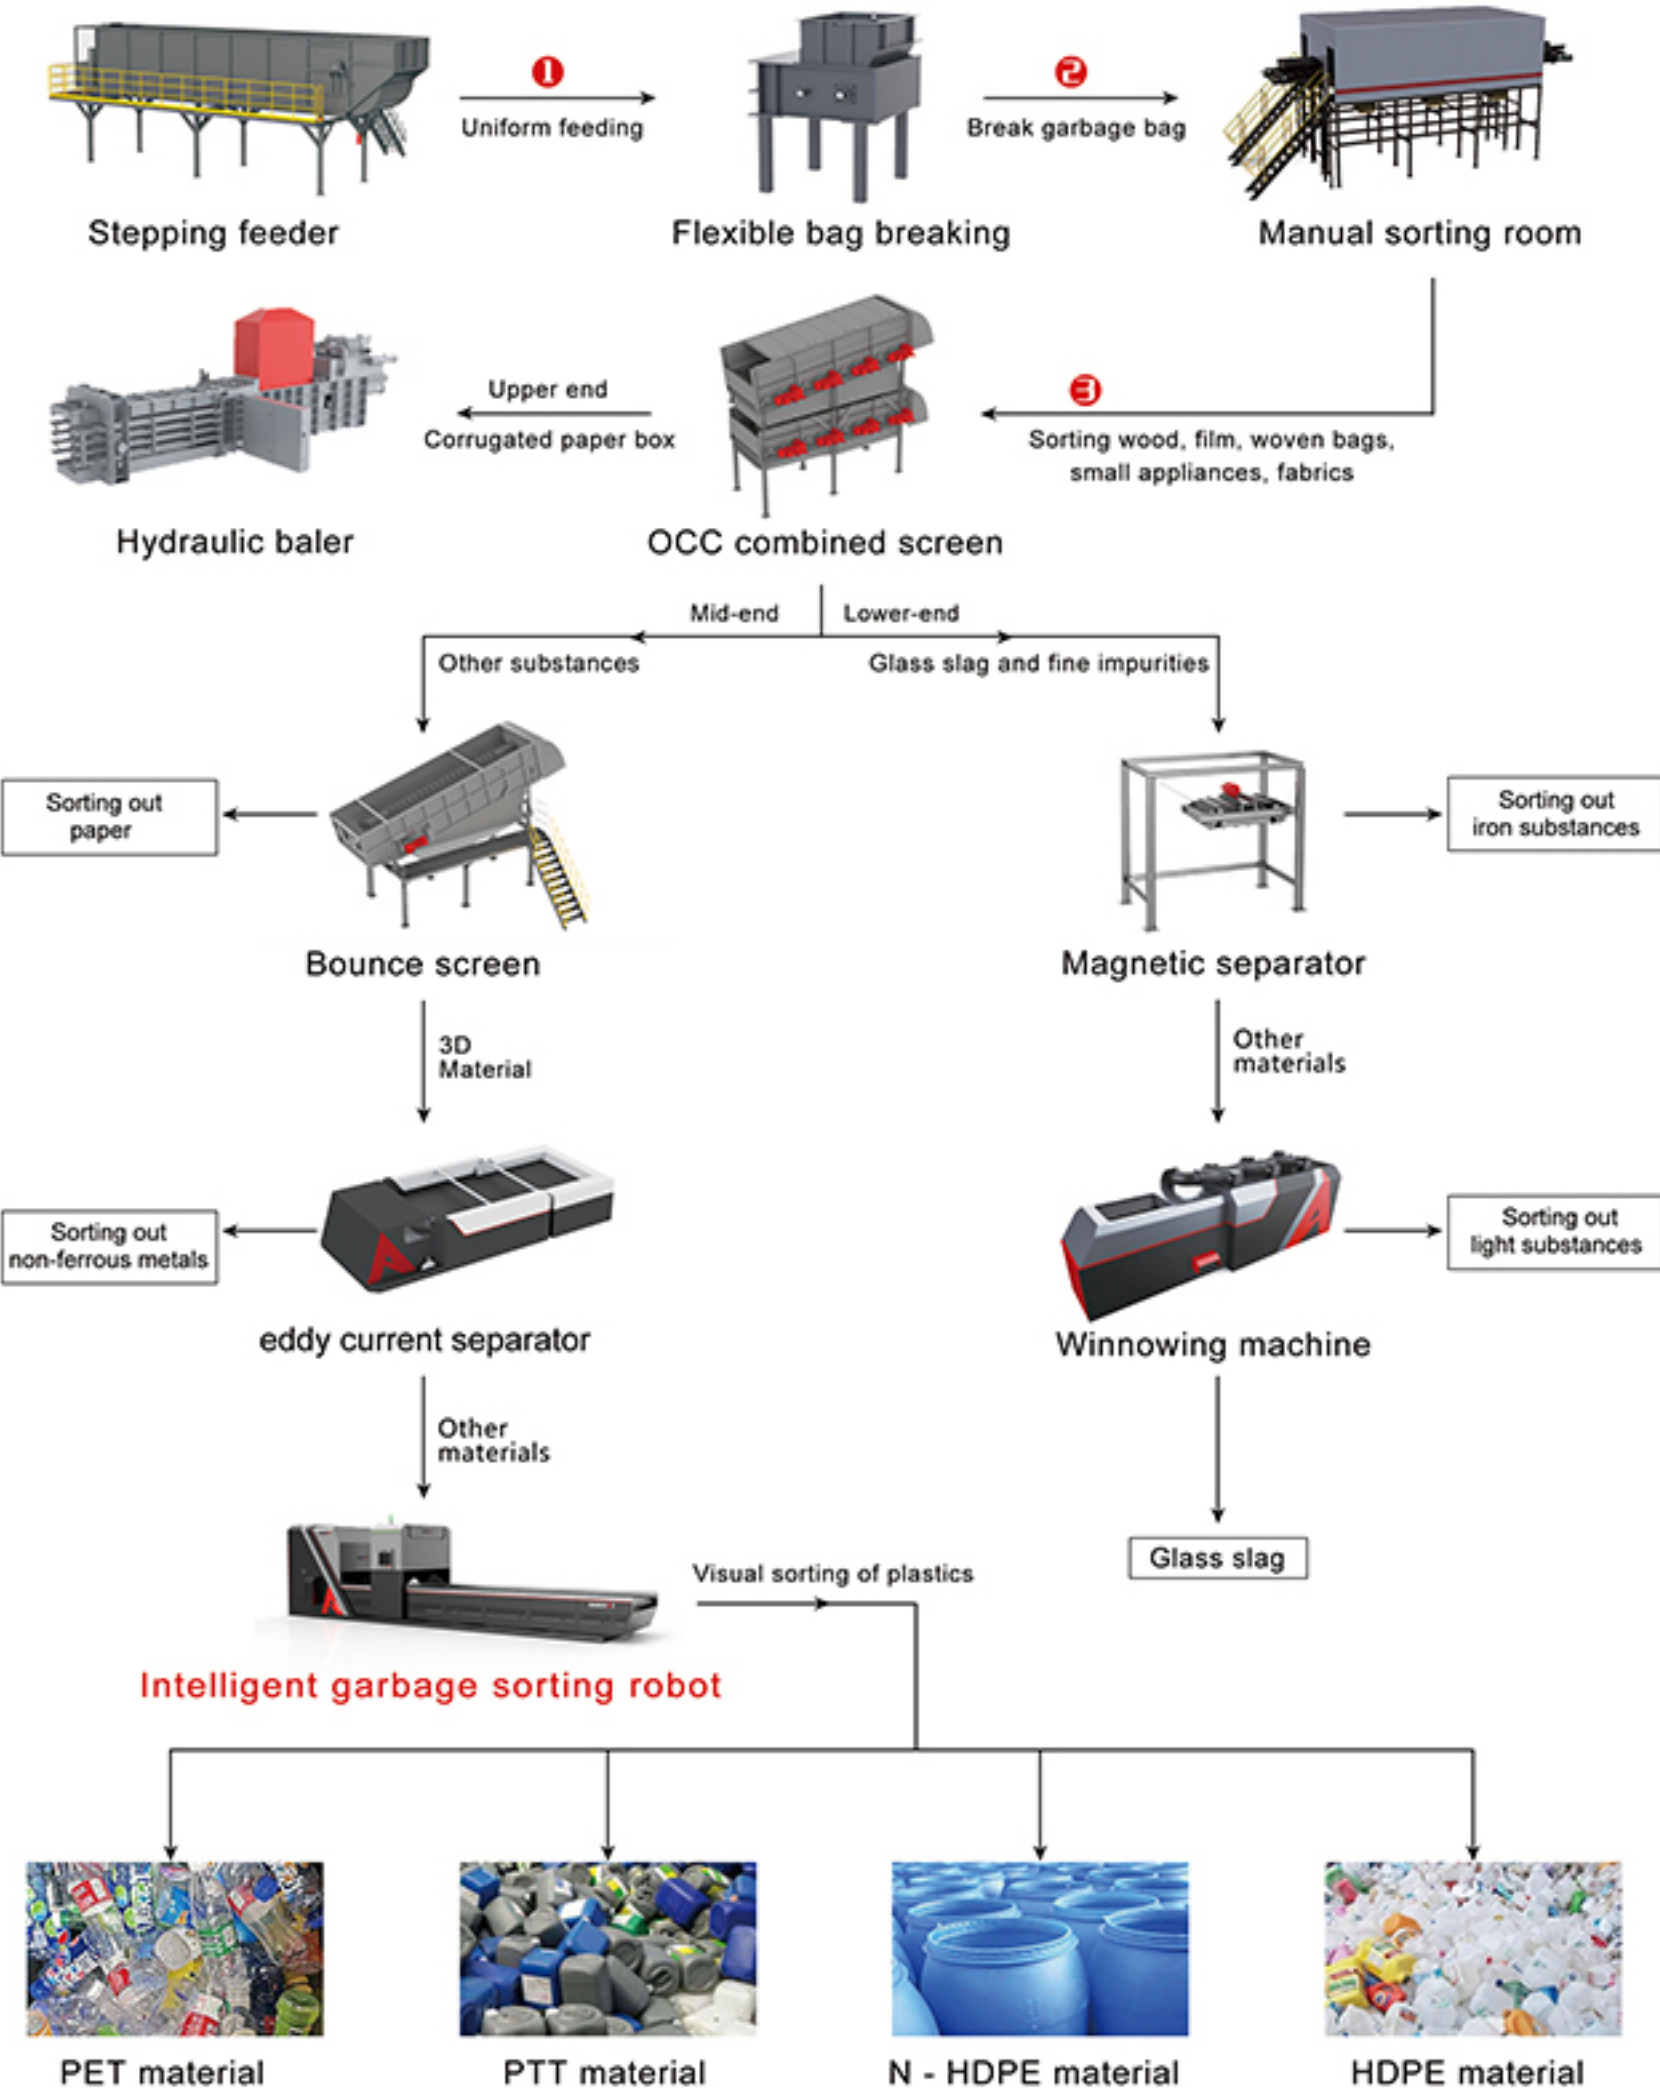 1
2
Uniform feeding
Break garbage bag
Stepping feeder
Flexible bag breaking
Manual sorting room
Upper end
3
Corrugated paper box
Sorting wood, film, woven bags,
small appliances, fabrics
Hydraulic baler
OCC combined screen
Mid-end
Lower-end
Other substances
Glass slag and fine impurities
Sorting out
paper
Sorting out
iron substances
Bounce screen
Magnetic separator
3D
Material
Other
materials
Sorting out
non-ferrous metals
Sorting out
light substances
eddy current separator
Winnowing machine
Other
materials
Glass slag
Visual sorting of plastics
Intelligent garbage sorting robot
PET material
PTT material
N - HDPE material
HDPE material